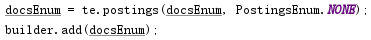 docsEnum = te.postings(docsEnum, PostingsEnum.NONE);
builder.add(docsEnum);